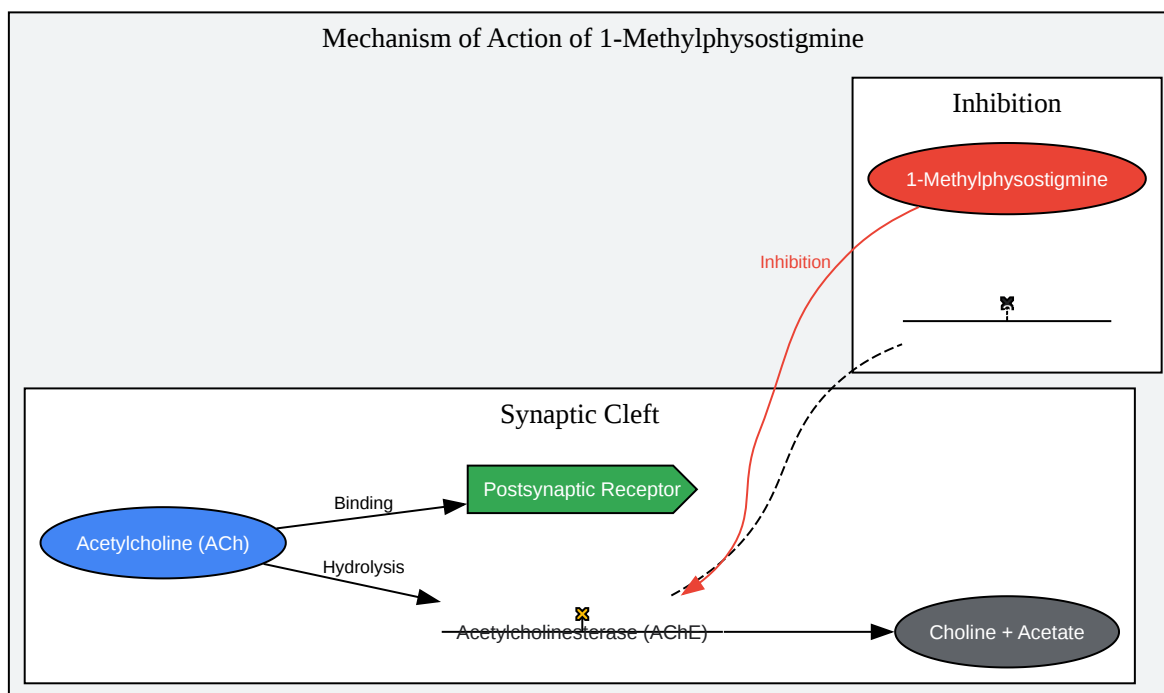 Mechanism of Action of 1-Methylphysostigmine
Inhibition
1-Methylphysostigmine
Inhibition
Synaptic Cleft
Postsynaptic Receptor
Binding
Acetylcholine (ACh)
Hydrolysis
Acetylcholinesterase (AChE)
Choline + Acetate